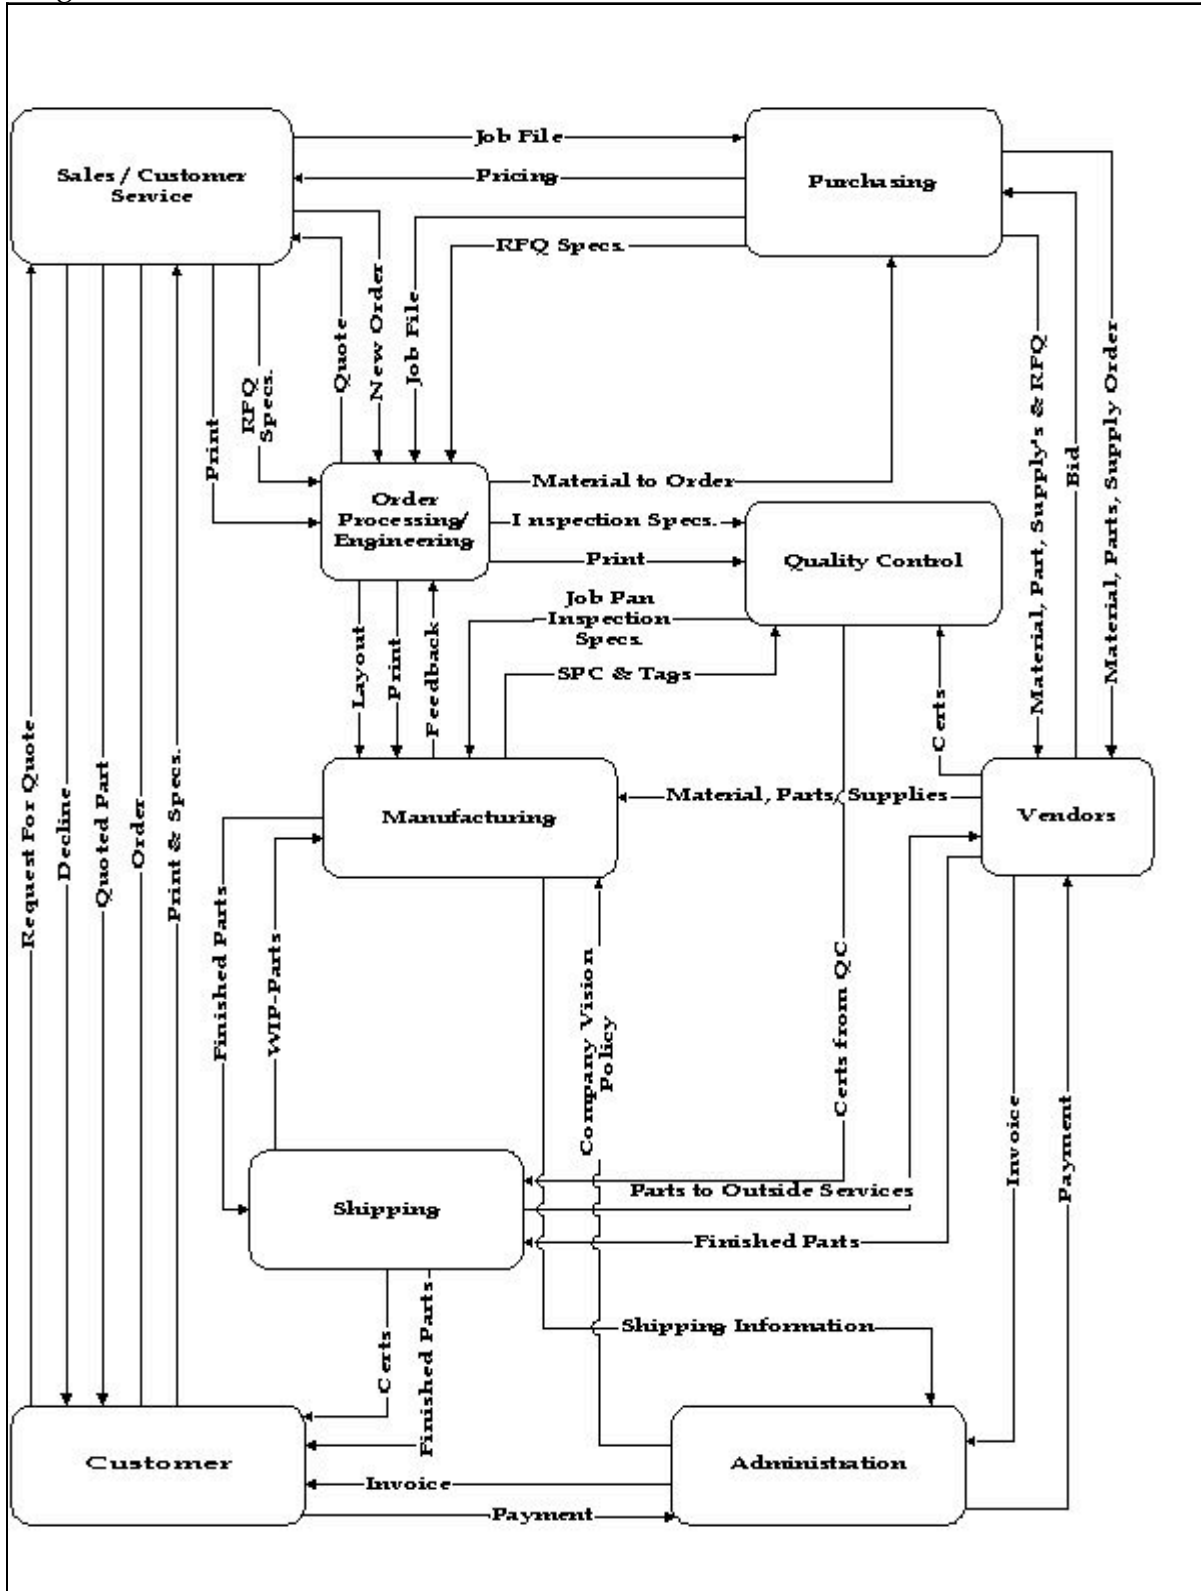 Job File
Sales / Customer
Service
Pricing
Purchasing
RFQ Specs.
New Order
Job File
Quote
RFQ
Specs.
Print
Material, Part, Supply's & RFQ
Bid
Material, Parts, Supply Order
Order
Processing/
Engineering
Material to Order
Inspection Specs.
Print
Quality Control
Job Pan
Inspection
Specs.
SPC & Tags
Layout
Print
Feedback
Certs
Request For Quote
Decline
Quoted Part
Order
Print & Specs.
Manufacturing
Material, Parts, Supplies
Vendors
Finished Parts
WIP-Parts
Company Vision
Policy
Certs from QC
Invoice
Payment
Shipping
Parts to Outside Services
Finished Parts
Certs
Finished Parts
Shipping Information
Customer
Administration
Invoice
Payment